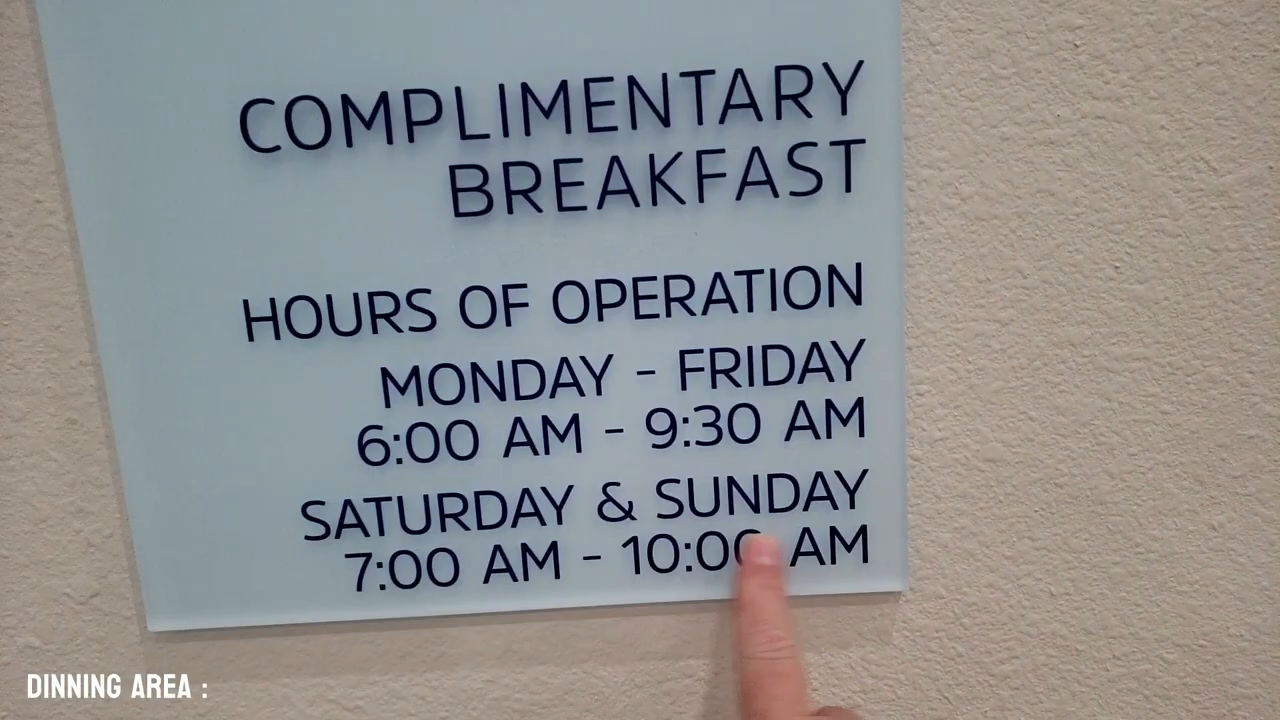 COMPLIMENTARY
BREAKFAST
HOURS OF OPERATION
MONDAY - FRIDAY
6:00 AM - 9:30 AM
SATURDAY & SUNDAY
7:00 AM - 10:00 AM
DINNING AREA :